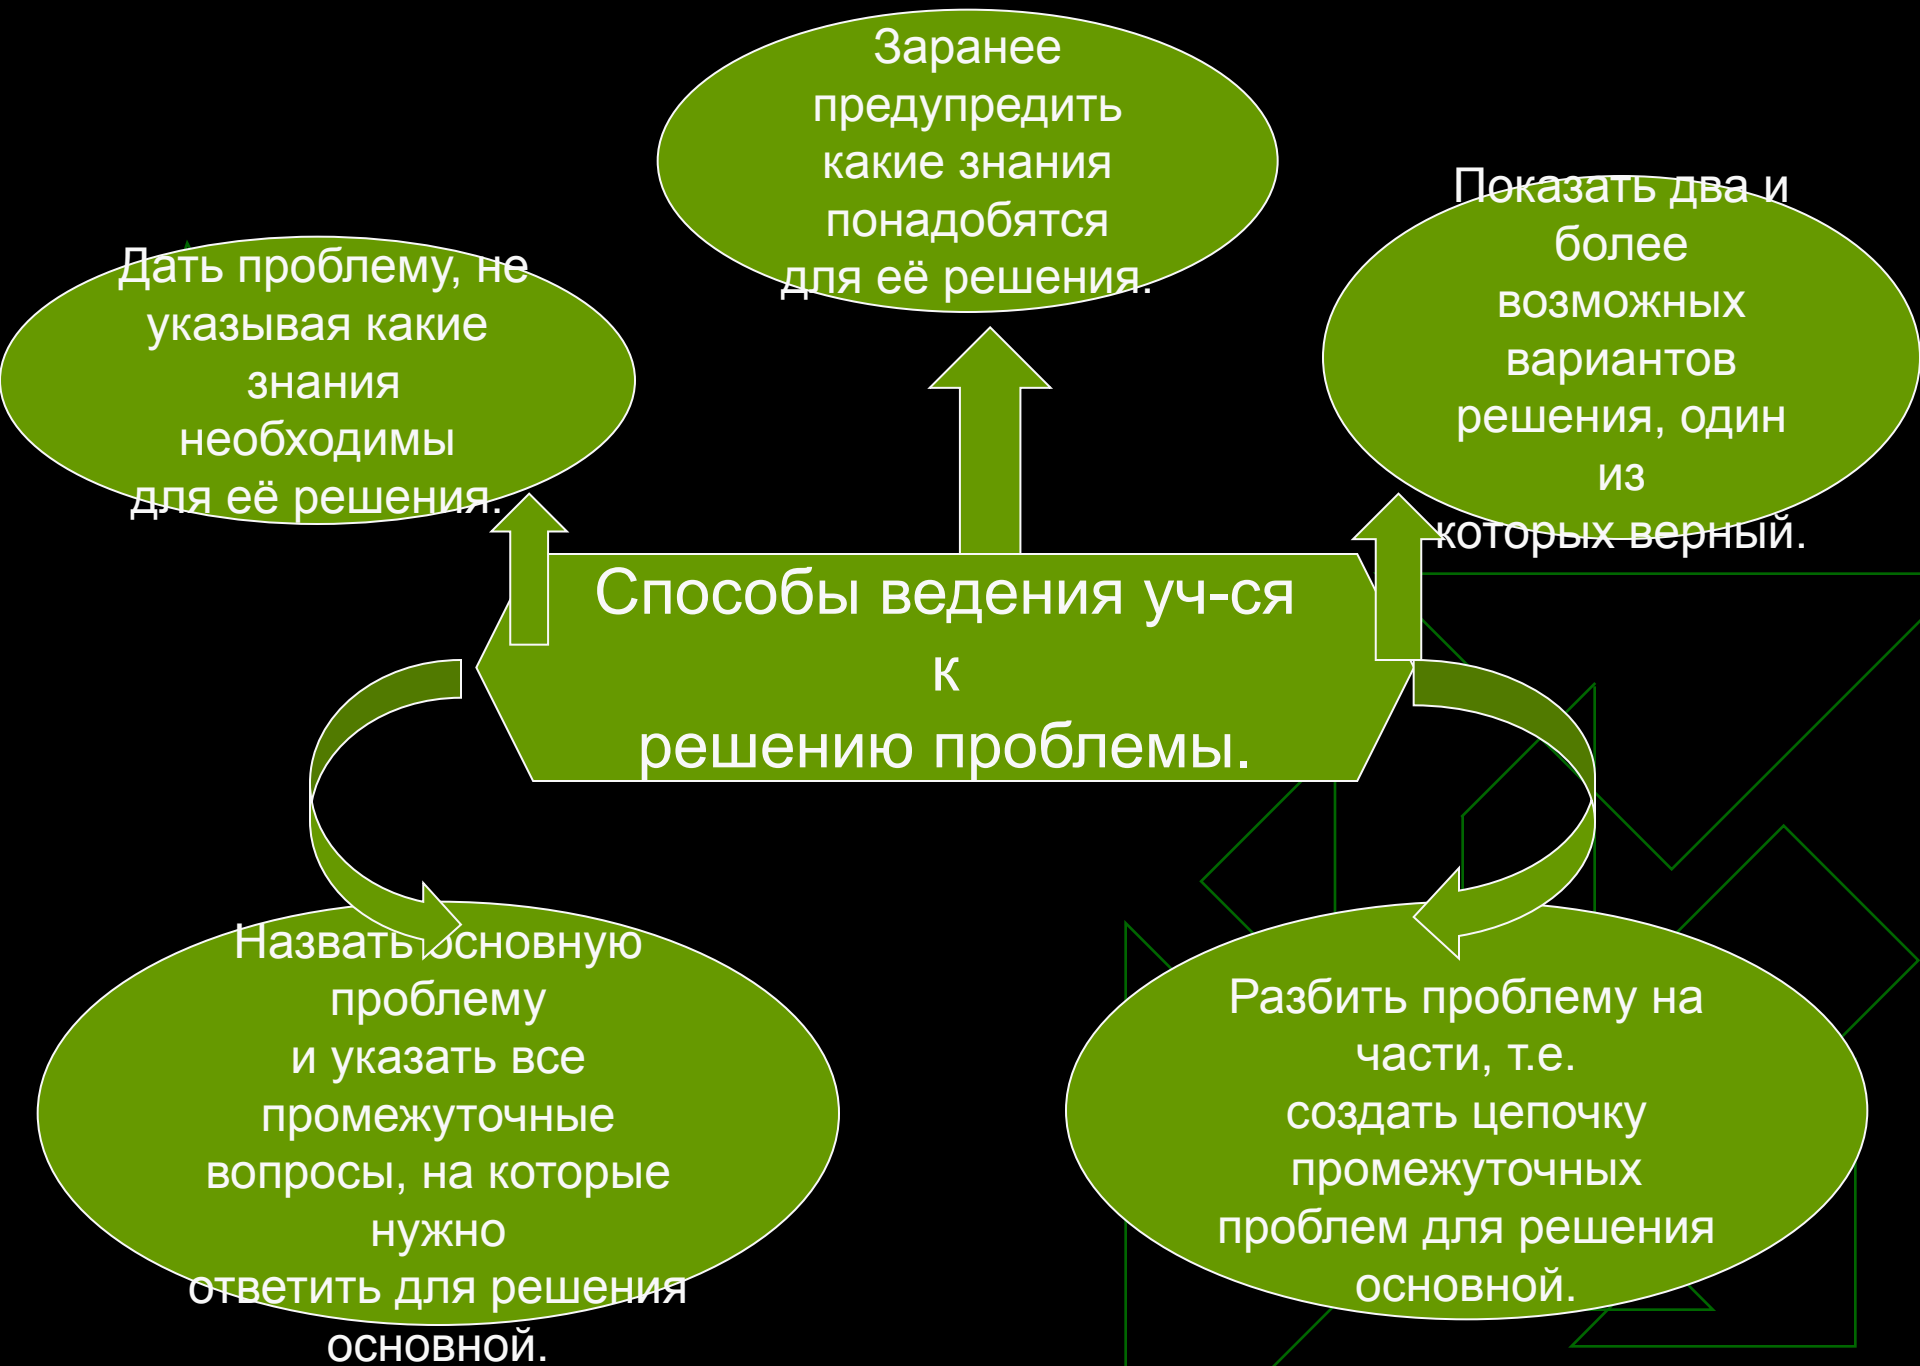 Заранее
предупредить
какие знания
понадобятся
для её решения.
Дать проблему, не
указывая какие
знания
необходимы
для её решения.
Показать два и
более
возможных
вариантов
решения, один
из
которых верный.
Способы ведения уч-ся
к
решению проблемы.
Назвать основную
проблему
и указать все
промежуточные
вопросы, на которые
нужно
ответить для решения
основной.
Разбить проблему на
части, т.е.
создать цепочку
промежуточных
проблем для решения
основной.